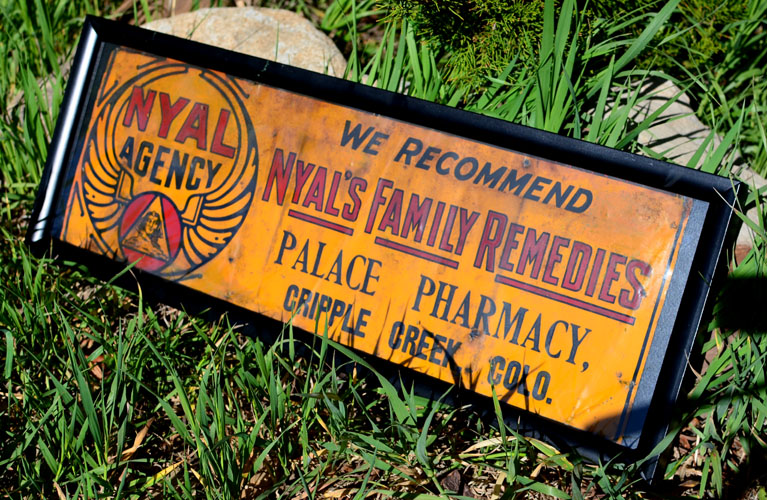 NYAL
AGENCY
WE RECOMMEND
NYAL'S FAMILY REMEDIES
PALACE PHARMACY,
CRIPPLE CREEK, COLO.